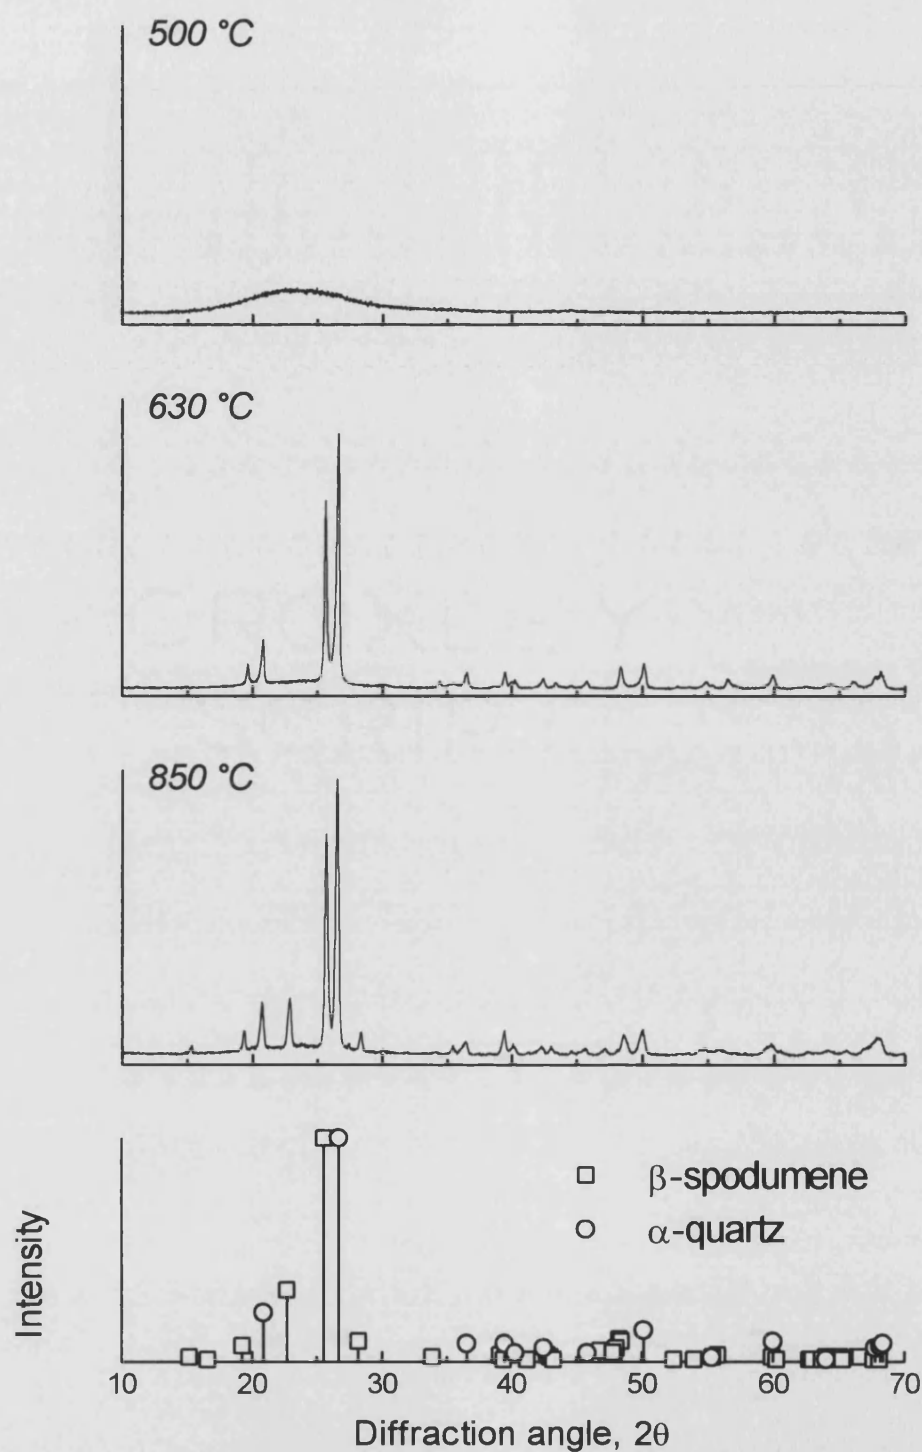 500 °C
630 °C
850 °C
β-spodumene
α-quartz
Intensity
10 20 30 40 50 60 70
Diffraction angle, 2θ